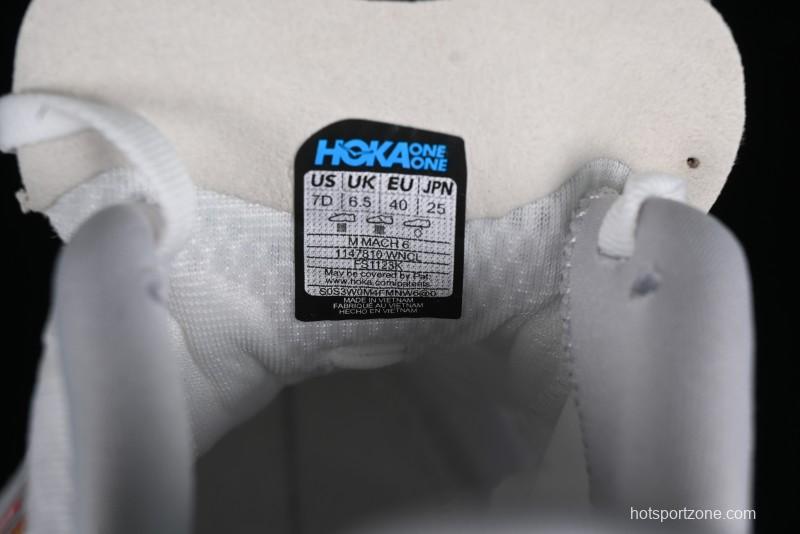 HOKA ONE ONE
US UK EU JPN
7D 6.5 40 25
M MACH 6
1147810 WNQL
FS1123K
May be covered by Pat.
www.hoka.com/patents
MADE IN VIETNAM
FABRIQUÉ AU VIETNAM
HECHO EN VIETNAM
hotsportzone.com